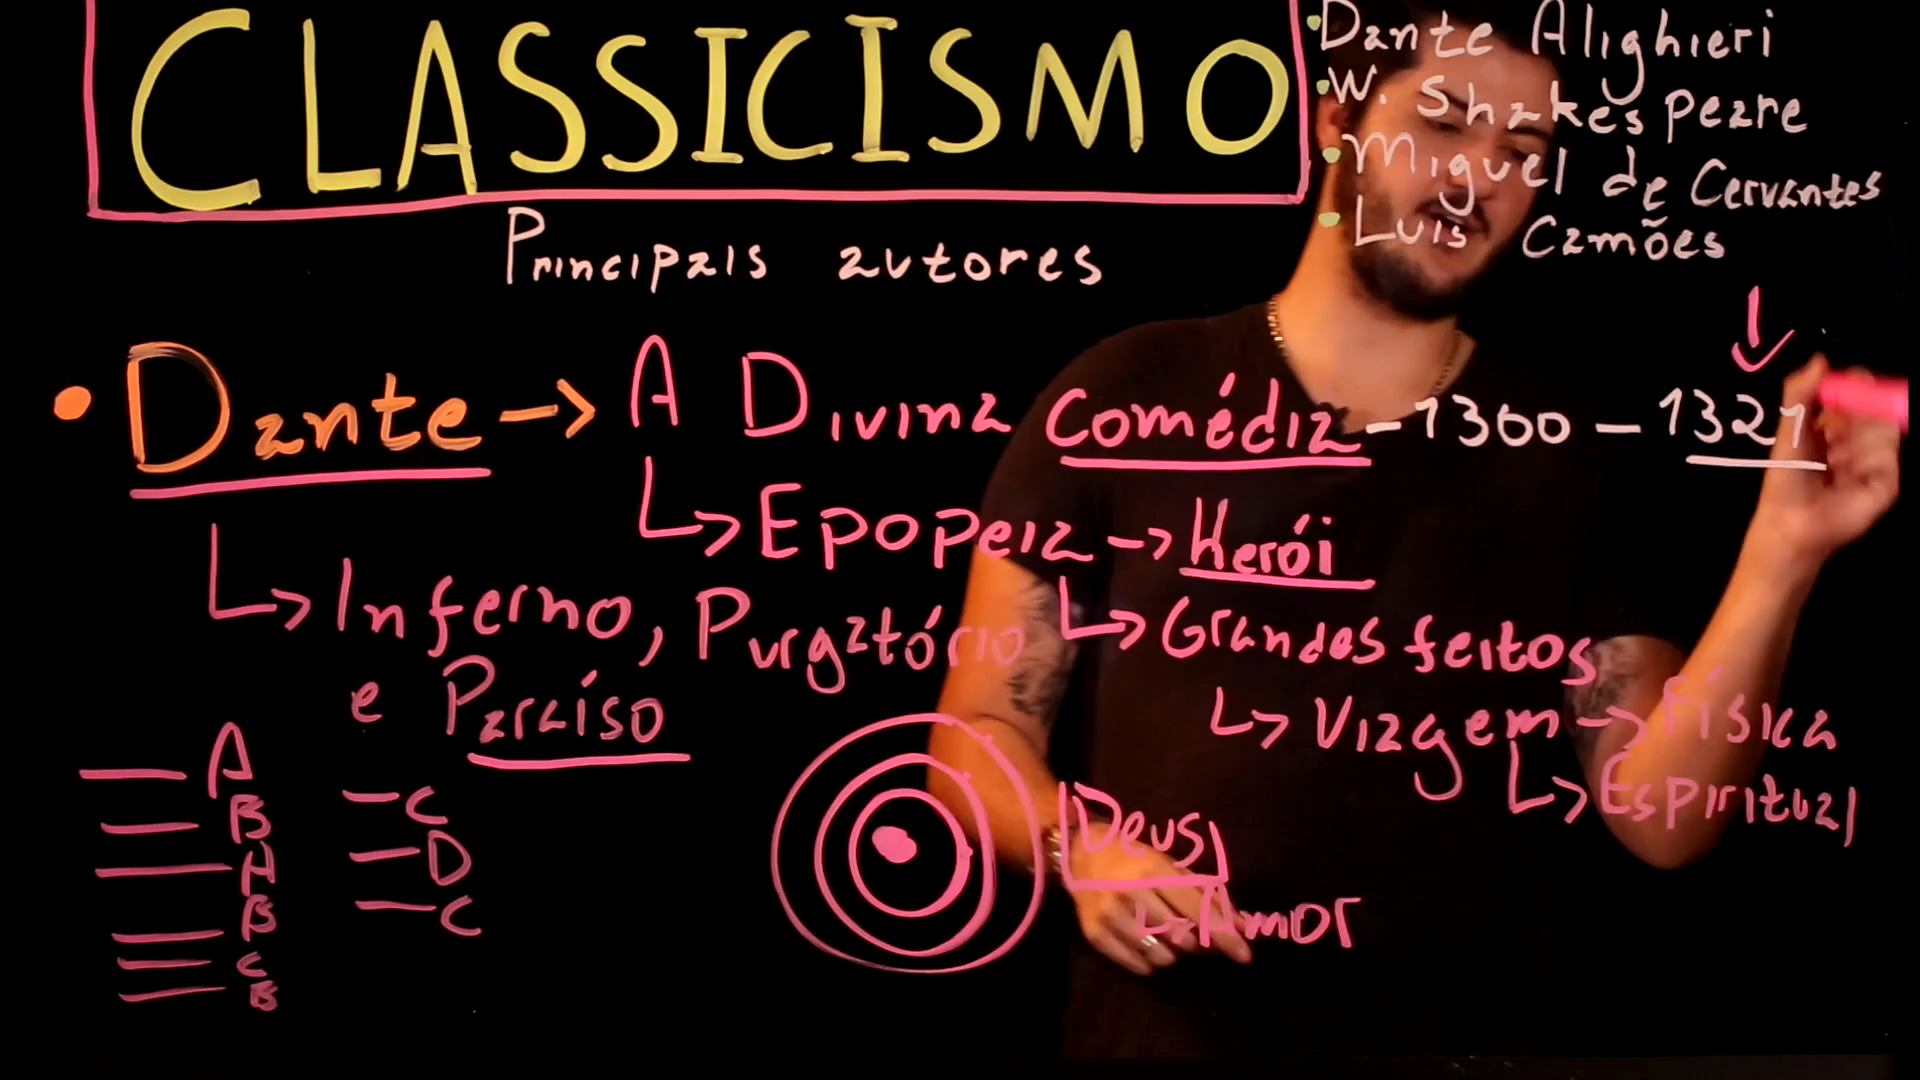 CLASSICISMO
• Dante Alighieri
• W. Shakespeare
• Miguel de Cervantes
• Luis Camões
Principais autores
• Dante → A Divina Comédia - 1300 - 1321
↳ Epopeia → Herói
↳ Inferno, Purgatório
e Paraíso
↳ Grandes feitos
↳ Viagem → Física
↳ Espiritual
A
B
A
B
C
B
C
D
C
Deus
↳ Amor